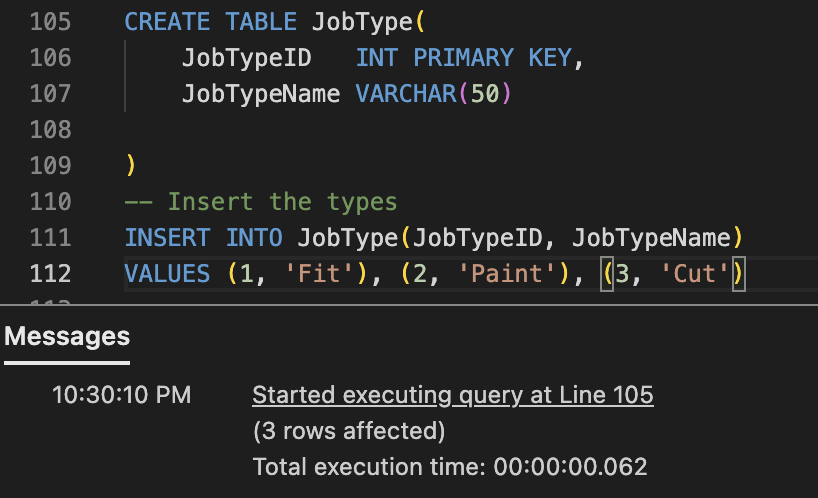 105 CREATE TABLE JobType(
106 JobTypeID INT PRIMARY KEY,
107 JobTypeName VARCHAR(50)
108
109 )
110 -- Insert the types
111 INSERT INTO JobType(JobTypeID, JobTypeName)
112 VALUES (1, 'Fit'), (2, 'Paint'), (3, 'Cut')
Messages
10:30:10 PM Started executing query at Line 105
(3 rows affected)
Total execution time: 00:00:00.062